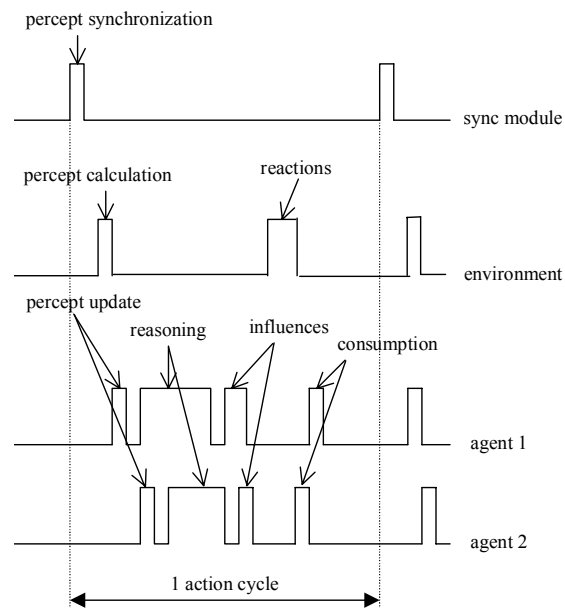 percept synchronization
sync module
percept calculation
reactions
environment
percept update
reasoning
influences
consumption
agent 1
agent 2
1 action cycle